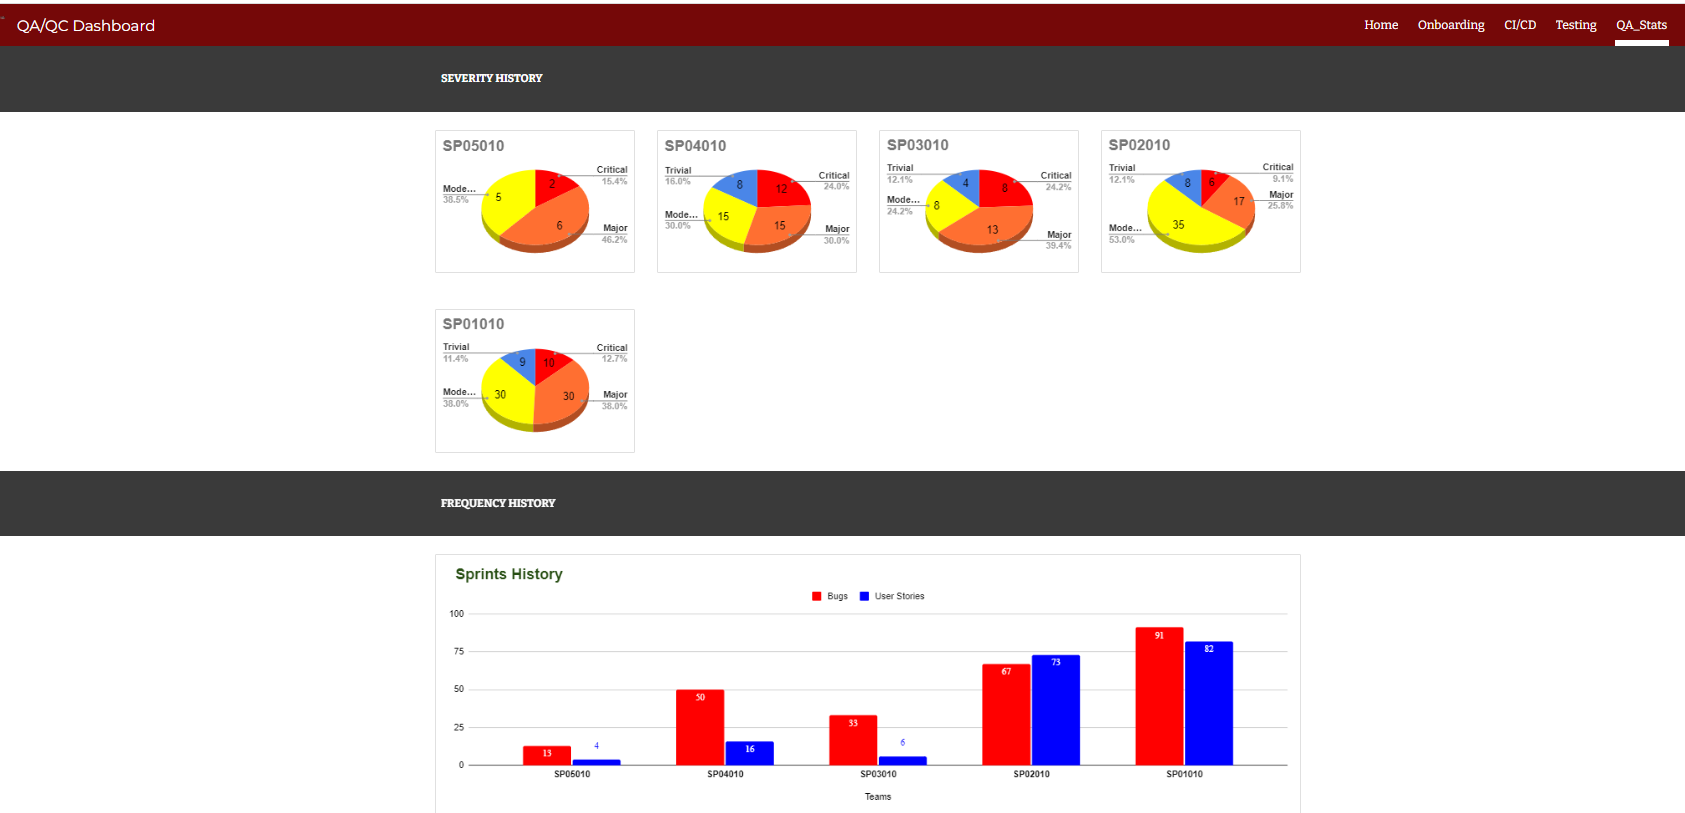 QA/QC Dashboard
Home Onboarding CI/CD Testing QA_Stats
SEVERITY HISTORY
SP05010
Critical
15.4%
Mode...
38.5%
Major
46.2%
2
5
6
SP04010
Trivial
16.0%
Critical
24.0%
Mode...
30.0%
Major
30.0%
8
12
15
15
SP03010
Trivial
12.1%
Critical
24.2%
Mode...
24.2%
Major
39.4%
4
8
8
13
SP02010
Trivial
12.1%
Critical
9.1%
Major
25.8%
Mode...
53.0%
8
6
17
35
SP01010
Trivial
11.4%
Critical
12.7%
Mode...
38.0%
Major
38.0%
9
10
30
30
FREQUENCY HISTORY
Sprints History
Bugs User Stories
100
75
50
25
0
13
4
50
16
33
6
67
73
91
82
SP05010 SP04010 SP03010 SP02010 SP01010
Teams